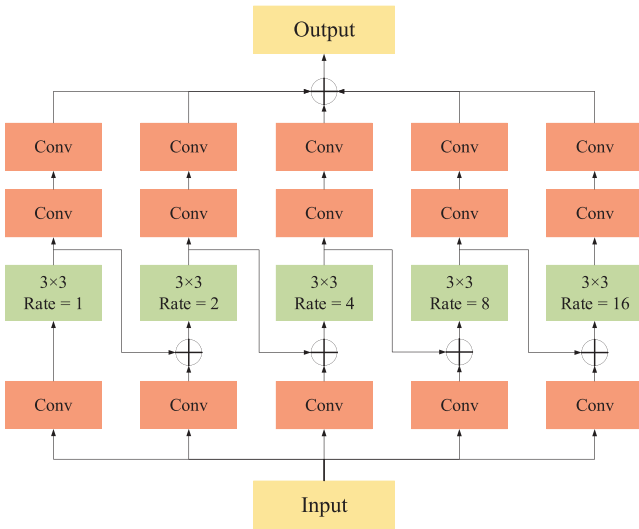 Output
Conv Conv Conv Conv Conv
Conv Conv Conv Conv Conv
3×3 3×3 3×3 3×3 3×3
Rate = 1 Rate = 2 Rate = 4 Rate = 8 Rate = 16
Conv Conv Conv Conv Conv
Input